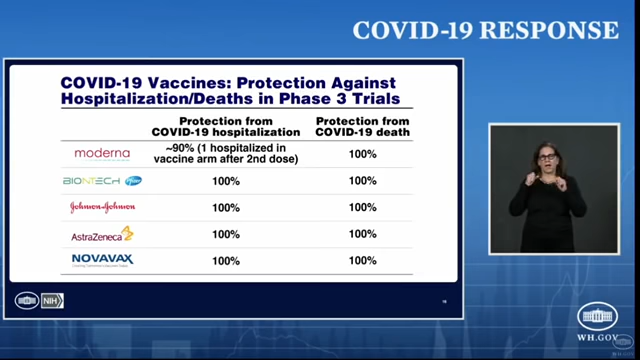 COVID-19 RESPONSE
COVID-19 Vaccines: Protection Against
Hospitalization/Deaths in Phase 3 Trials
Protection from
COVID-19 hospitalization
Protection from
COVID-19 death
moderna
~90% (1 hospitalized in
vaccine arm after 2nd dose)
100%
BIONTECH Pfizer
100%
100%
Johnson & Johnson
100%
100%
AstraZeneca
100%
100%
NOVAVAX
100%
100%
NIH
WH.GOV